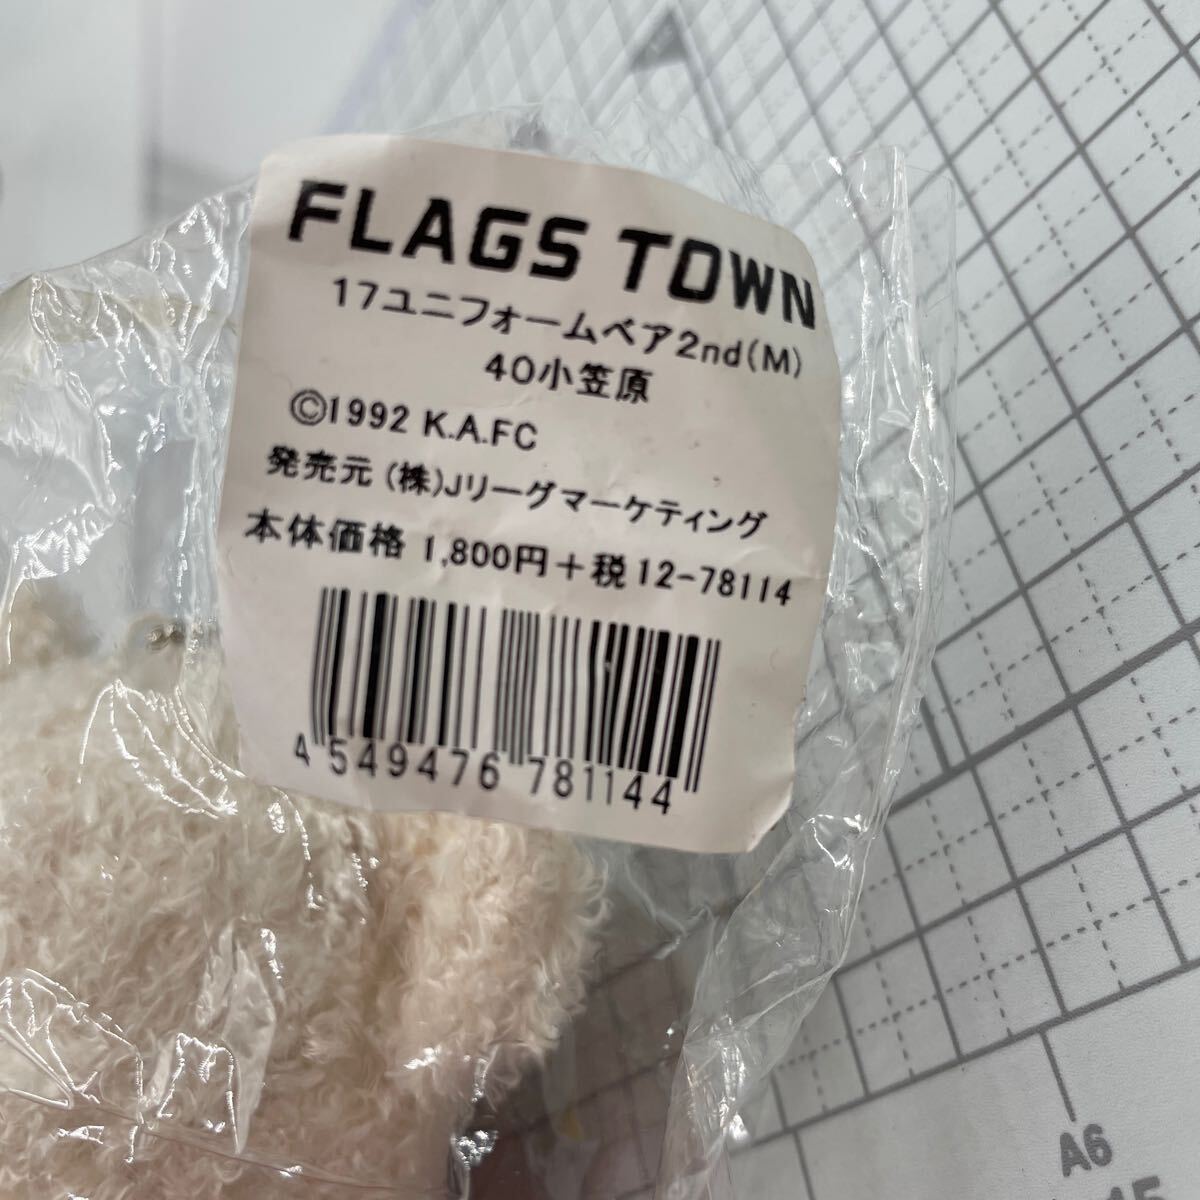 FLAGS TOWN
17ユニフォームベア2nd(M)
40小笠原
©1992 K.A.FC
発売元 (株)Jリーグマーケティング
本体価格 1,800円+税 12-78114
4 549476 781144
A6